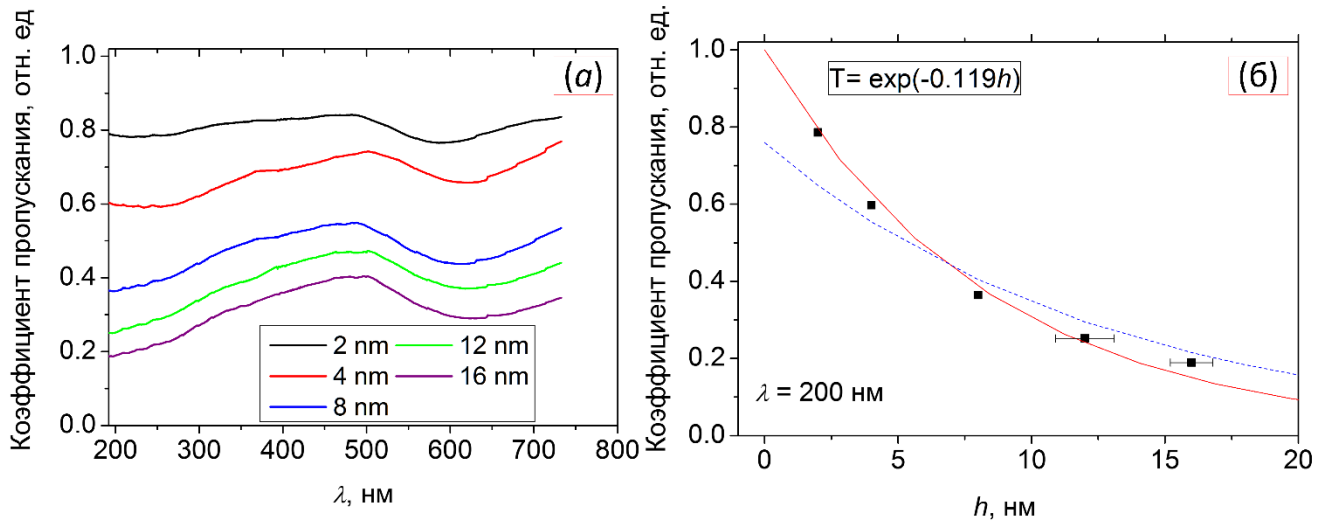 Коэффициент пропускания, отн. ед
1.0
0.8
0.6
0.4
0.2
0.0
(а)
2 nm
4 nm
8 nm
12 nm
16 nm
200 300 400 500 600 700 800
λ, нм
Коэффициент пропускания, отн. ед.
1.0
0.8
0.6
0.4
0.2
0.0
T= exp(-0.119h)
(б)
λ = 200 нм
0 5 10 15 20
h, нм